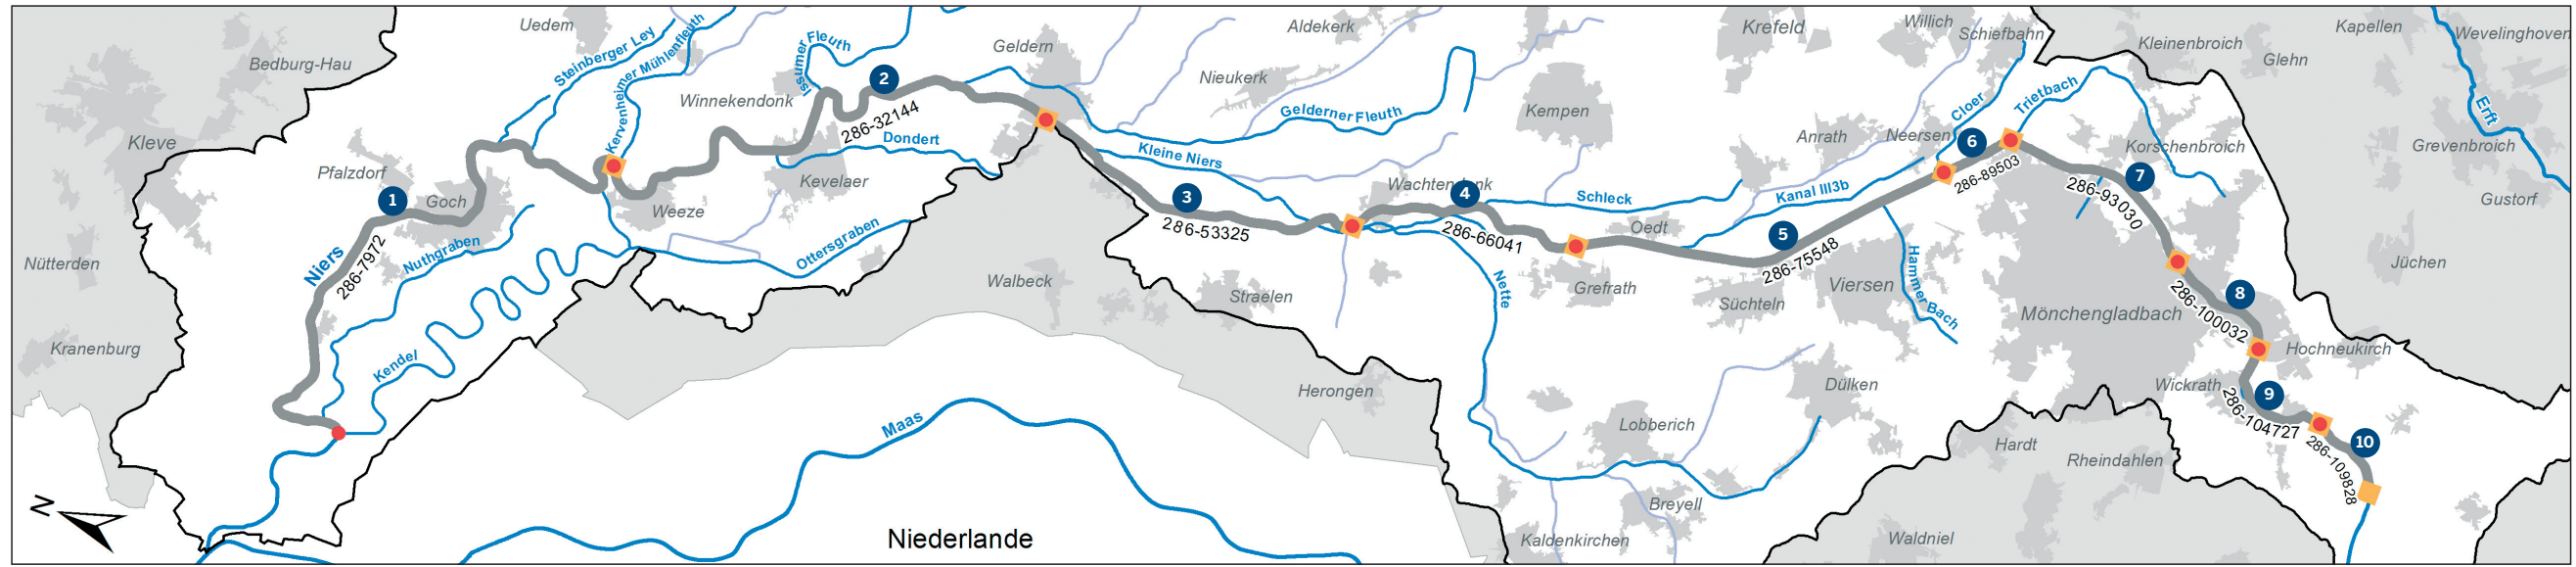 Uedem
Steinberger Ley
Kervenheimer Mühlenfleuth
Issumer Fleuth
Geldern
Aldekerk
Krefeld
Willich
Schiefbahn
Kleinenbroich
Glehn
Kapellen
Wevelinghoven
Bedburg-Hau
Winnekendonk
2
286-32144
Nieukerk
Geldernerfleuth
Kempen
Anrath
Neersen
Cloer
Trietbach
Erft
Kleve
Dondert
Kleine Niers
6
286-89503
Korschenbroich
Grevenbroich
Pfalzdorf
1
Goch
Weeze
Kevelaer
3
286-53325
Wachtendonk
4
286-66041
Schleck
Kanal III3b
7
286-93030
Gustorf
Nütterden
Niers
286-7972
Nuthgraben
Ottersgraben
Walbeck
Straelen
Nette
Oedt
Grefrath
5
286-75548
Süchteln
Viersen
Hammer Bach
Mönchengladbach
8
286-100032
Jüchen
Kranenburg
Kendel
Herongen
Dülken
Hochneukirch
Wickrath
9
286-104727
Maas
Lobberich
Hardt
Rheindahlen
10
286-109828
N
Niederlande
Breyell
Kaldenkirchen
Waldniel